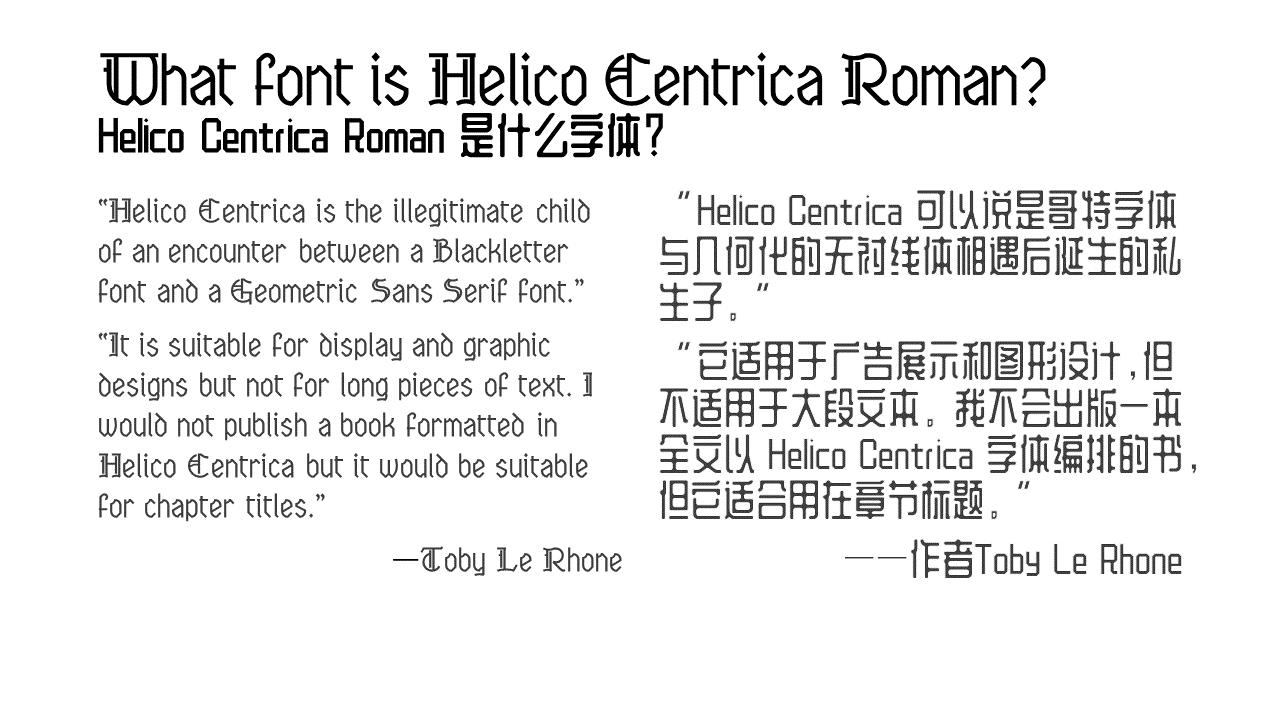 What font is Helico Centrica Roman?
Helico Centrica Roman 是什么字体？
“Helico Centrica is the illegitimate child
of an encounter between a Blackletter
font and a Geometric Sans Serif font.”
“It is suitable for display and graphic
designs but not for long pieces of text. I
would not publish a book formatted in
Helico Centrica but it would be suitable
for chapter titles.”
—Toby Le Rhone
“Helico Centrica 可以说是哥特字体
与几何化的无衬线体相遇后诞生的私
生子。”
“它适用于广告展示和图形设计，但
不适用于大段文本。我不会出版一本
全文以 Helico Centrica 字体编排的书，
但它适合用在章节标题。”
——作者Toby Le Rhone